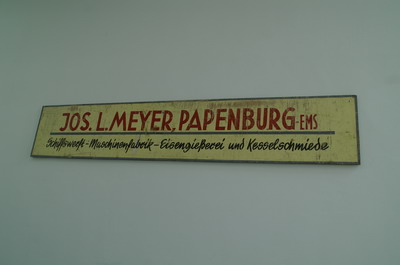 JOS. L. MEYER, PAPENBURG-EMS
Schiffswerft - Maschinenfabrik - Eisengießerei und Kesselschmiede